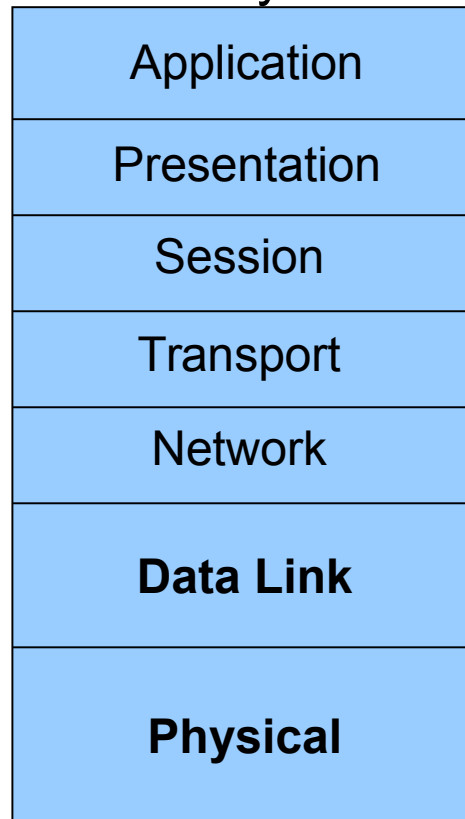 Application
Presentation
Session
Transport
Network
Data Link
Physical